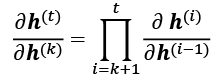 ∂𝒉^(t)/∂𝒉^(k) = ∏_{i=k+1}^{t} ∂ 𝒉^(i)/∂𝒉^(i−1)